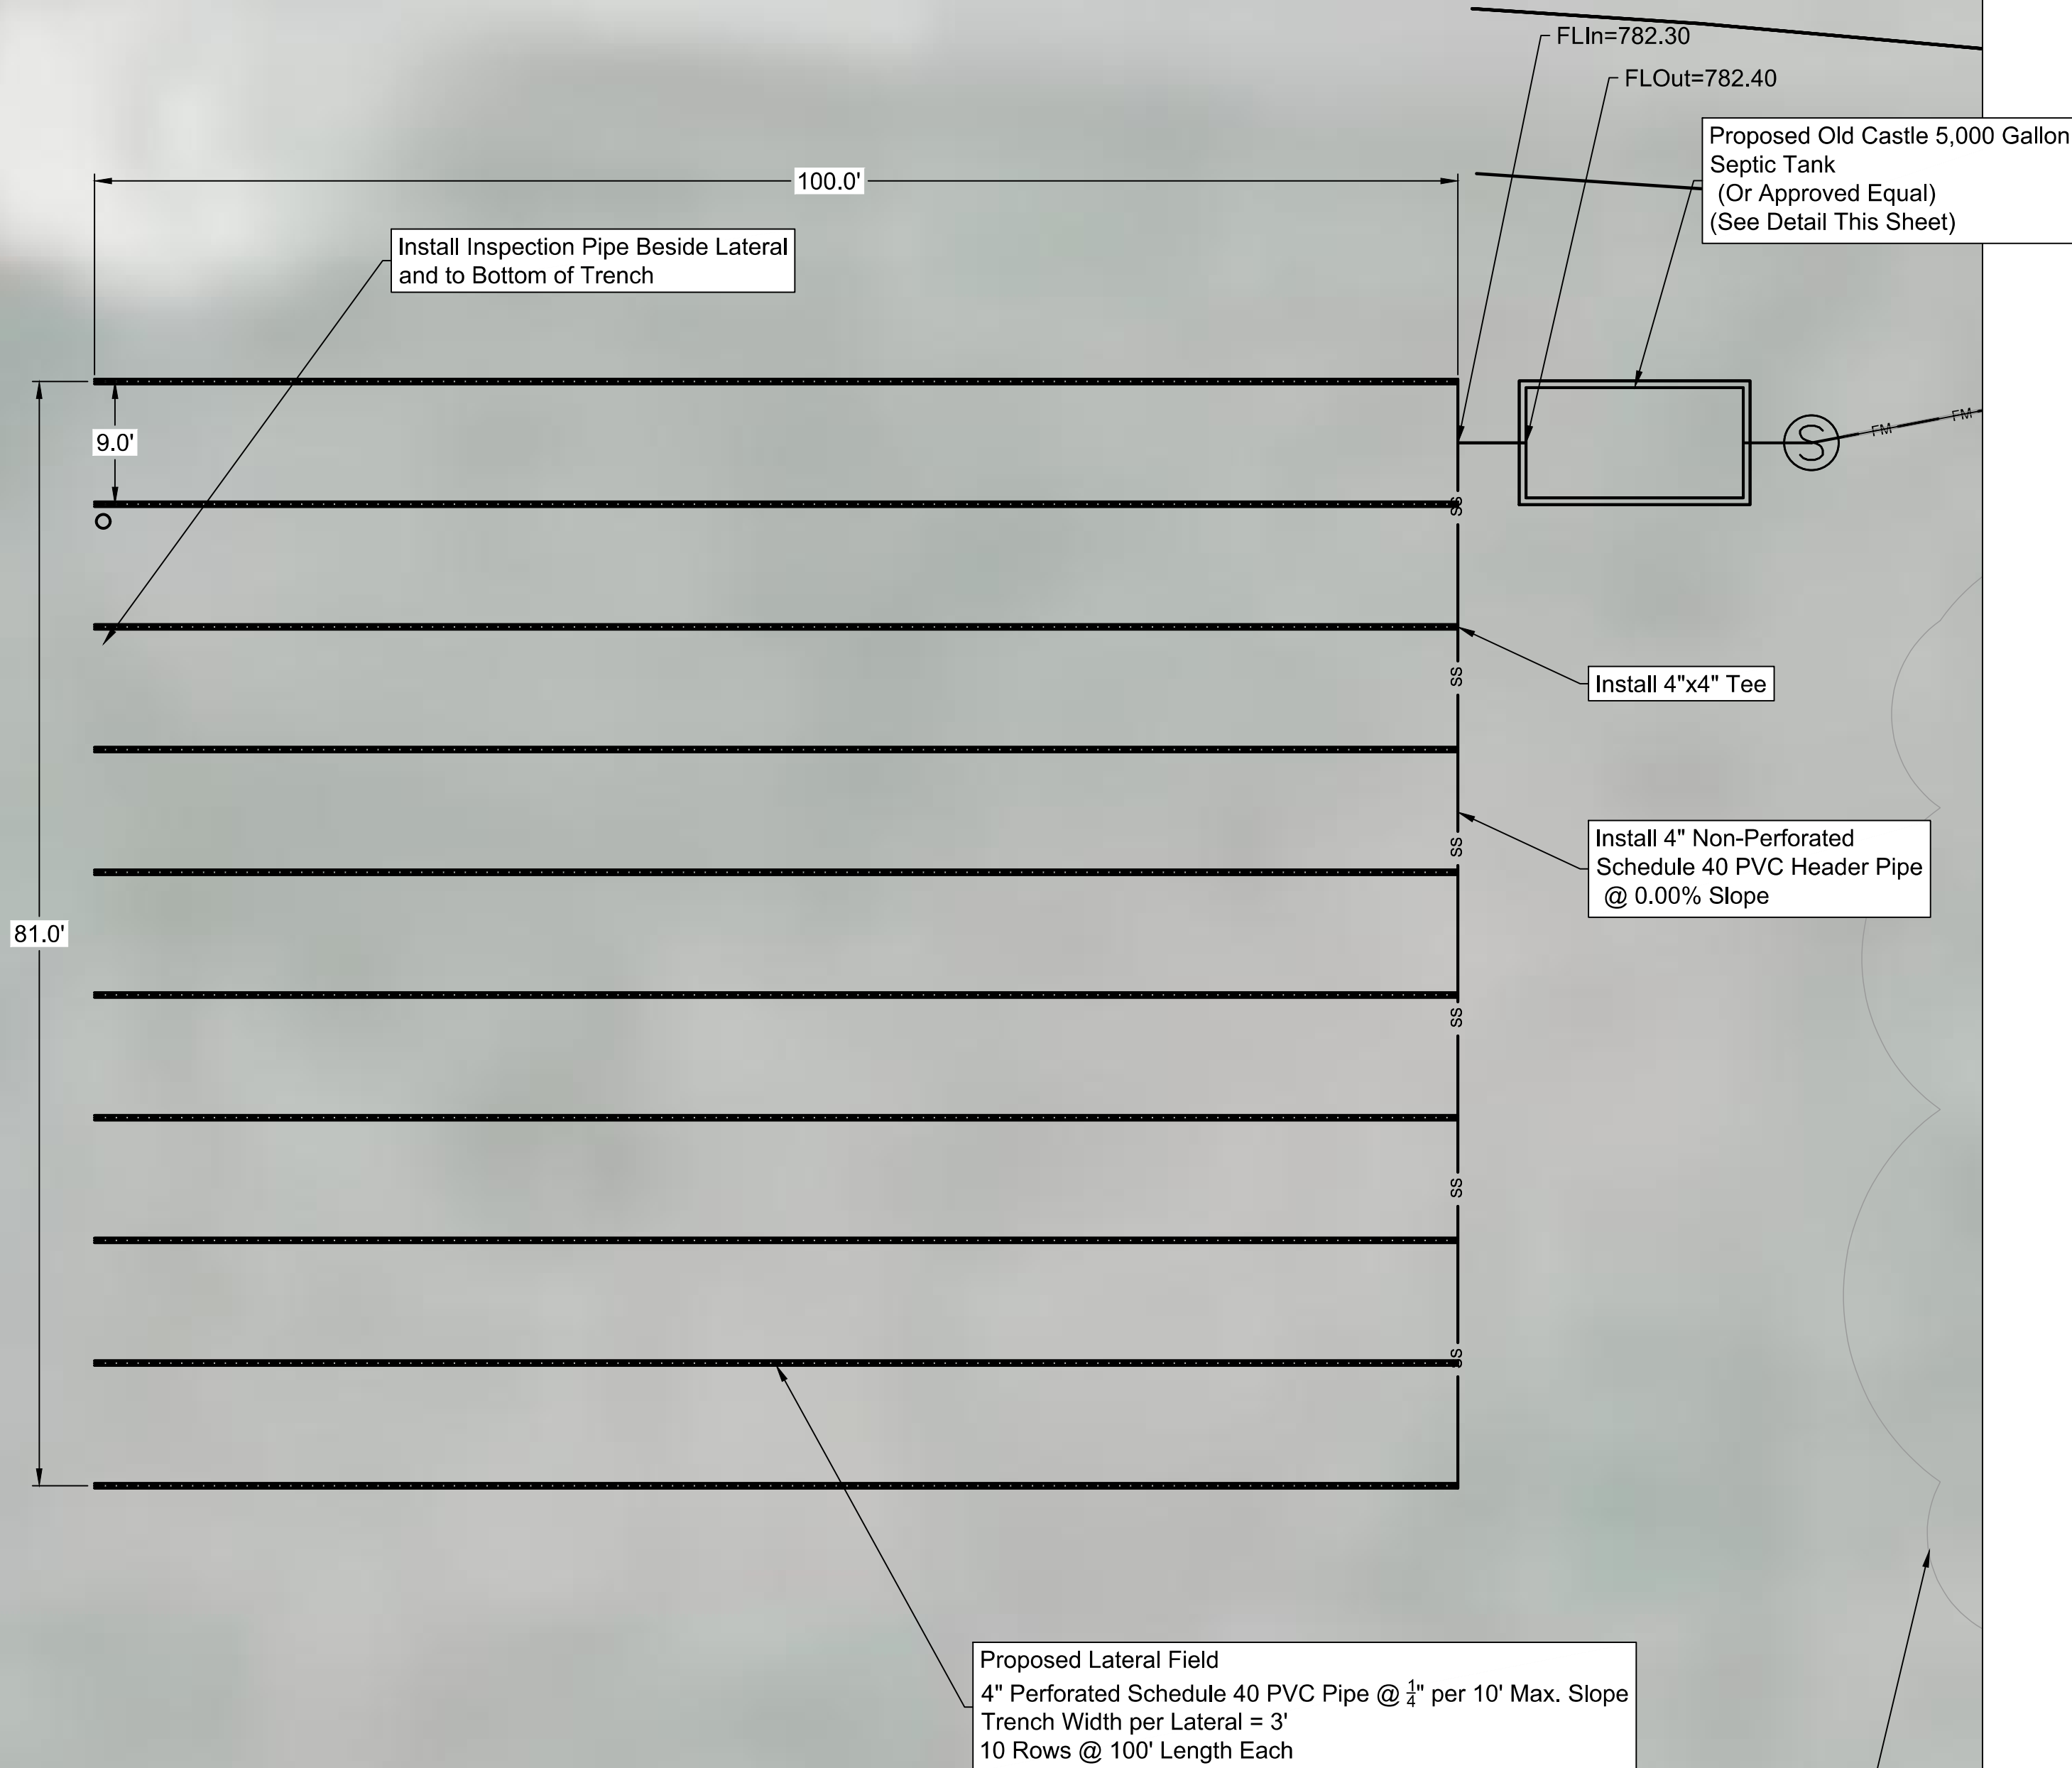 FLIn=782.30
FLOut=782.40
Proposed Old Castle 5,000 Gallon
Septic Tank
(Or Approved Equal)
(See Detail This Sheet)
100.0'
Install Inspection Pipe Beside Lateral
and to Bottom of Trench
9.0'
S
FM
FM
SS
SS
Install 4"x4" Tee
SS
Install 4" Non-Perforated
Schedule 40 PVC Header Pipe
@ 0.00% Slope
81.0'
SS
SS
SS
Proposed Lateral Field
4" Perforated Schedule 40 PVC Pipe @ 1/4" per 10' Max. Slope
Trench Width per Lateral = 3'
10 Rows @ 100' Length Each